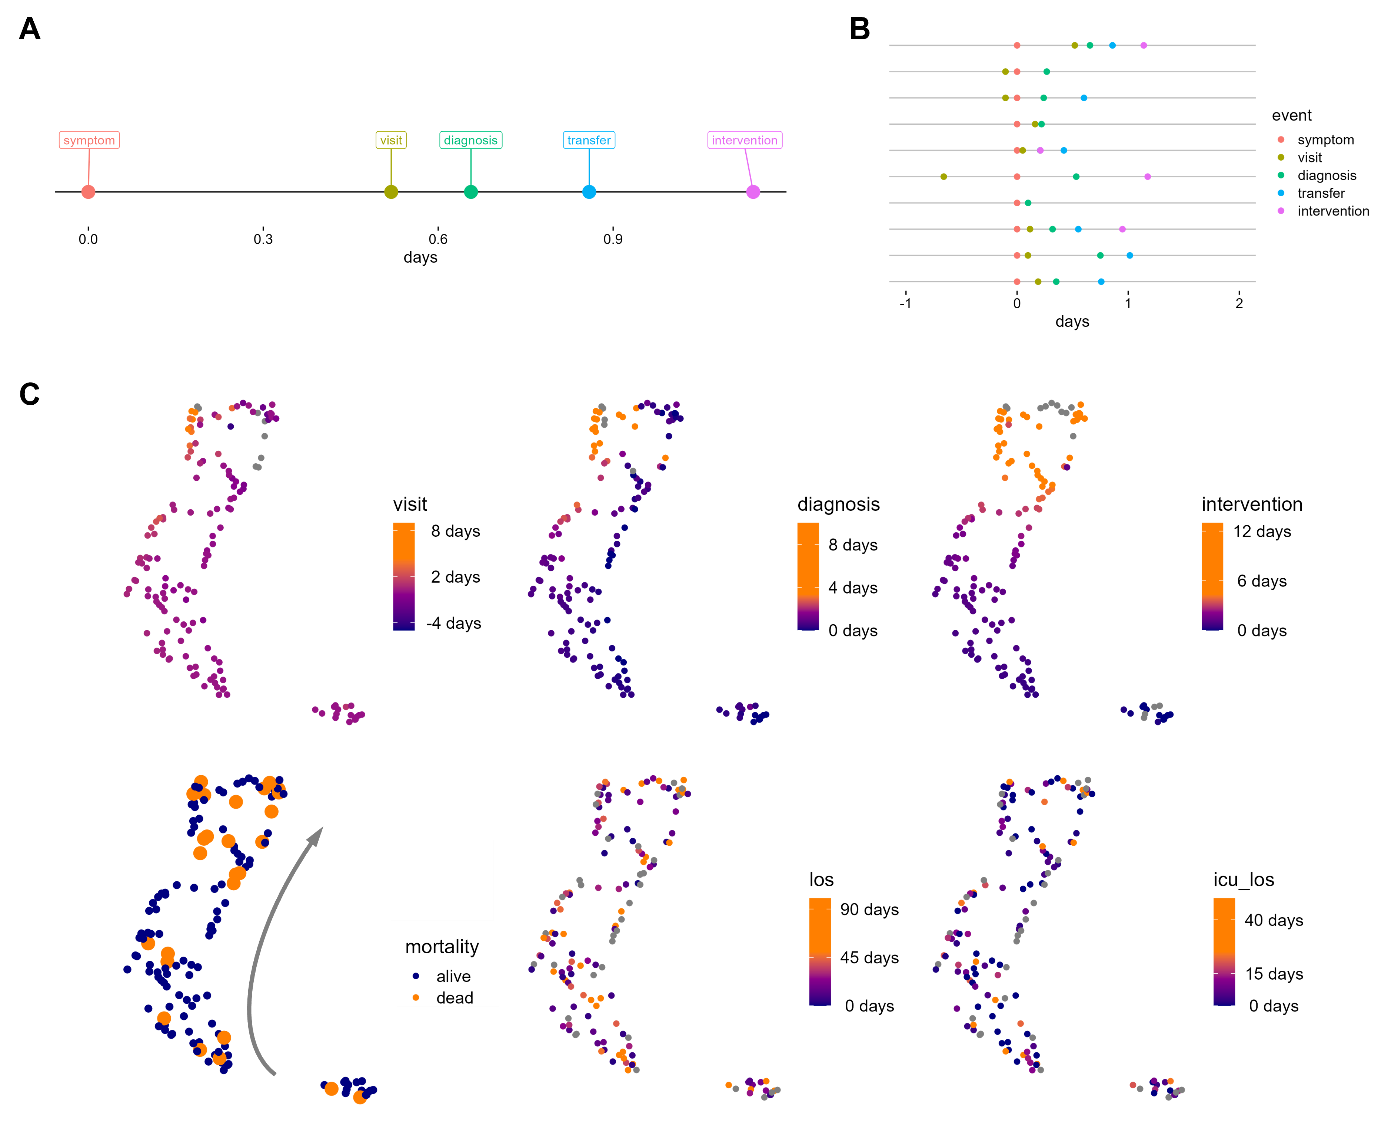 A
symptom
visit
diagnosis
transfer
intervention
0.0
0.3
0.6
0.9
days
B
-1
0
1
2
days
event
symptom
visit
diagnosis
transfer
intervention
C
visit
8 days
2 days
-4 days
diagnosis
8 days
4 days
0 days
intervention
12 days
6 days
0 days
mortality
alive
dead
los
90 days
45 days
0 days
icu_los
40 days
15 days
0 days